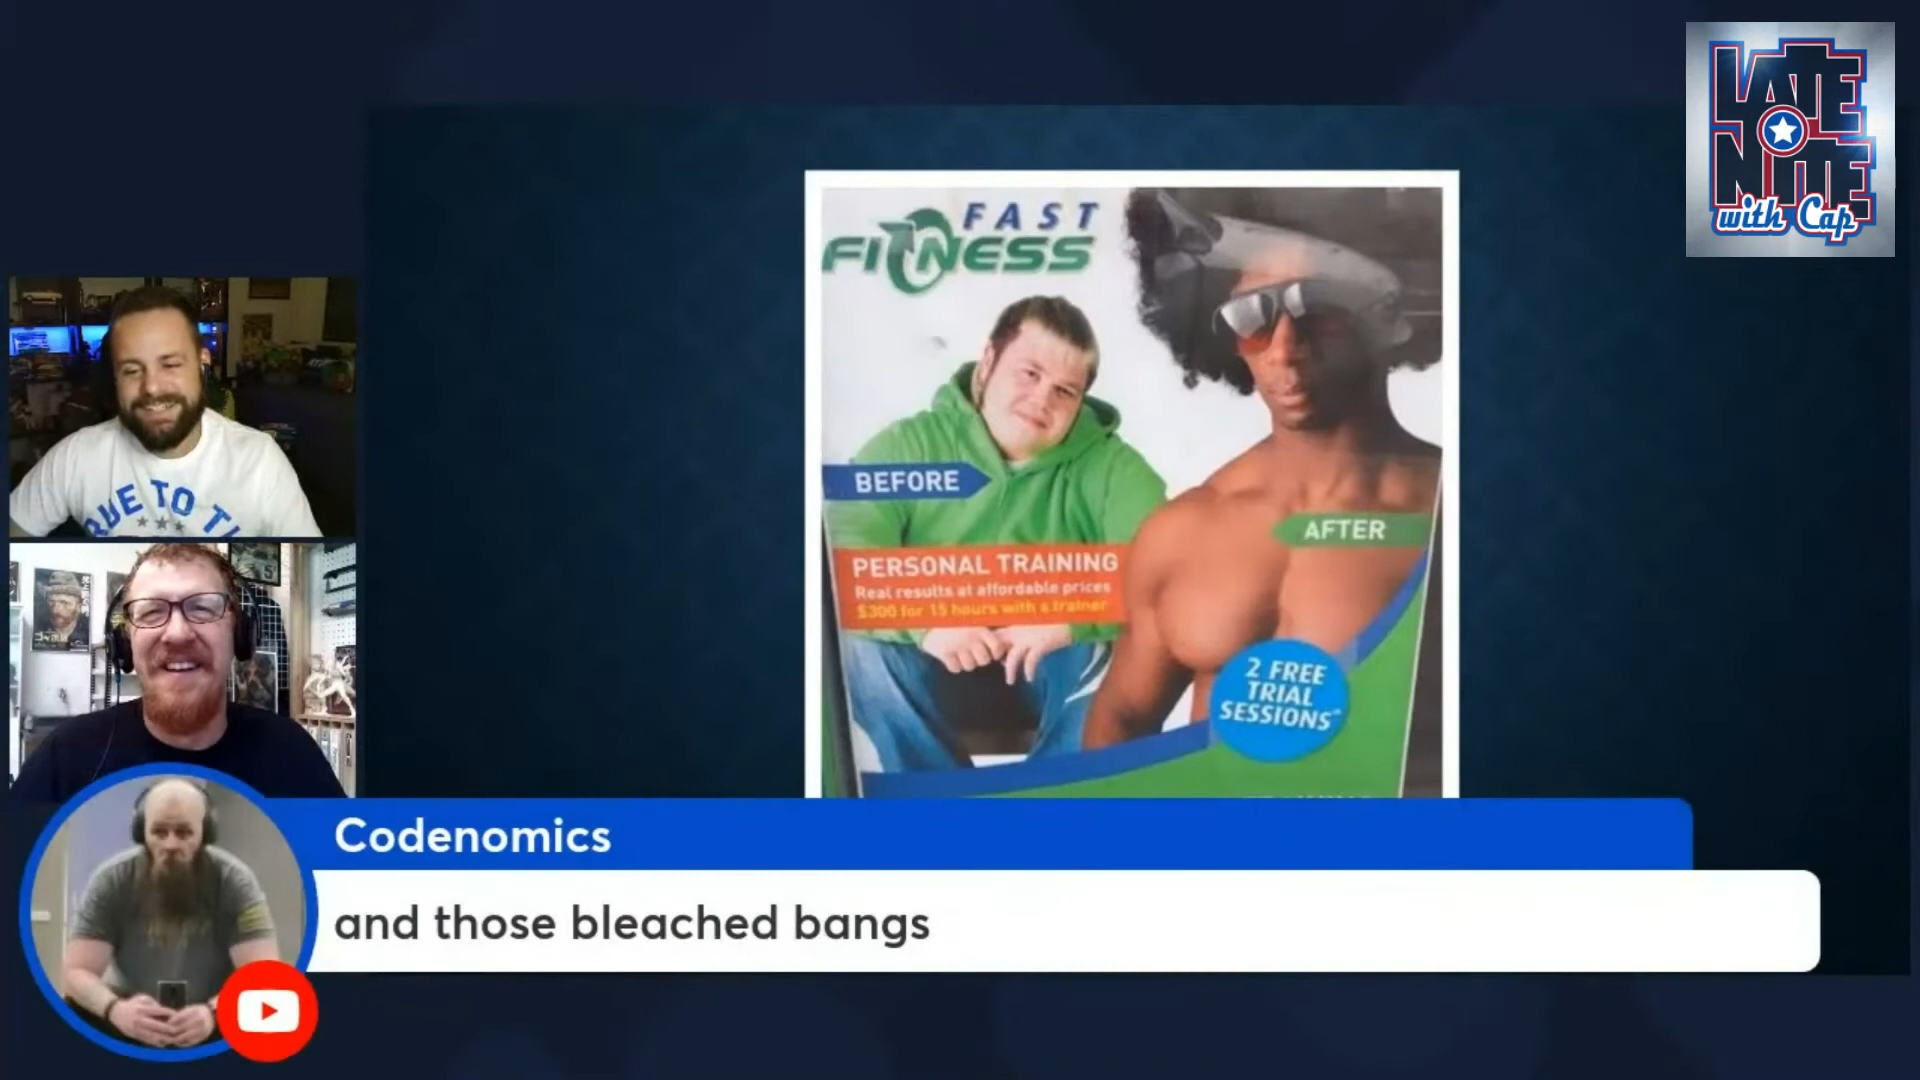 LATE
NITE
with Cap
FAST
FITNESS
BEFORE
AFTER
PERSONAL TRAINING
Real results at affordable prices
$300 for 15 hours with a trainer
2 FREE
TRIAL
SESSIONS*
TO
Codenomics
and those bleached bangs